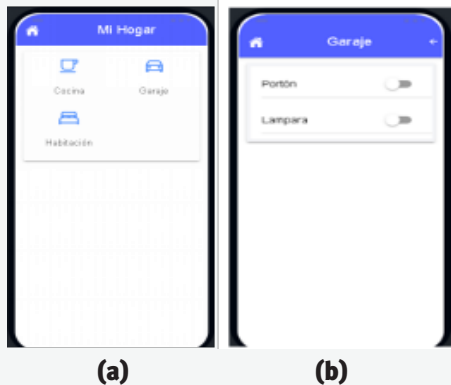 Mi Hogar
Cocina
Garaje
Habitación
Garaje
Portón
Lampara
(a)
(b)